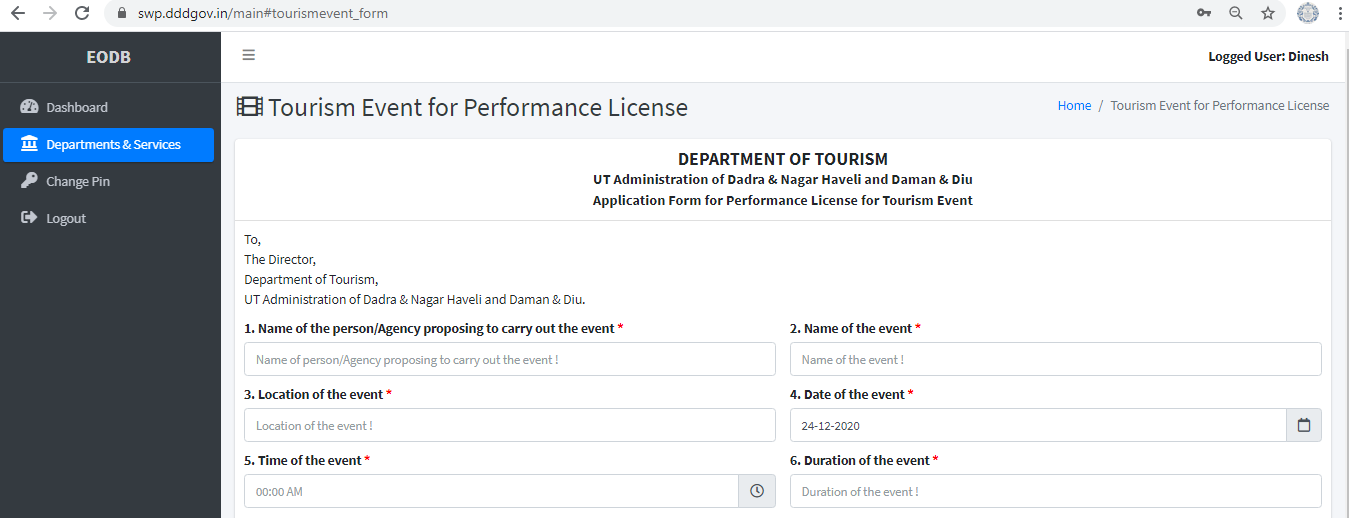 swp.dddgov.in/main#tourismevent_form
EODB
Logged User: Dinesh
Dashboard
Departments & Services
Change Pin
Logout
Tourism Event for Performance License
Home / Tourism Event for Performance License
DEPARTMENT OF TOURISM
UT Administration of Dadra & Nagar Haveli and Daman & Diu
Application Form for Performance License for Tourism Event
To,
The Director,
Department of Tourism,
UT Administration of Dadra & Nagar Haveli and Daman & Diu.
1. Name of the person/Agency proposing to carry out the event *
Name of person/Agency proposing to carry out the event !
2. Name of the event *
Name of the event !
3. Location of the event *
Location of the event !
4. Date of the event *
24-12-2020
5. Time of the event *
00:00 AM
6. Duration of the event *
Duration of the event !